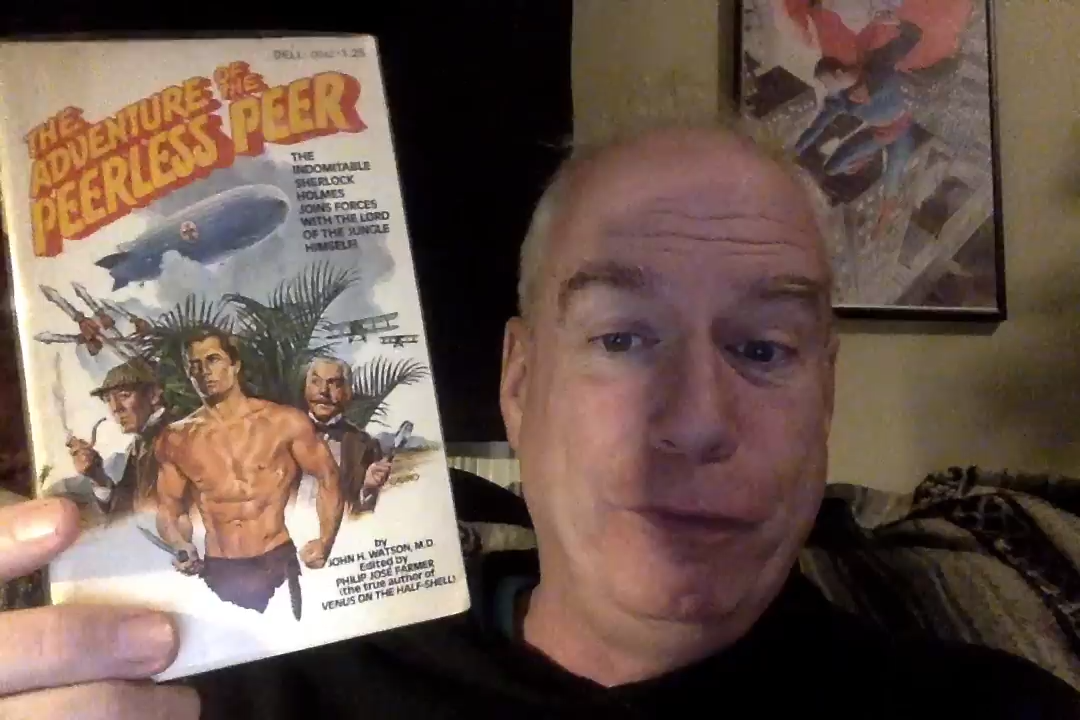 DELL
1.25
THE
ADVENTURE OF THE
PEERLESS PEER
THE
INDOMITABLE
SHERLOCK
HOLMES
JOINS FORCES
WITH THE LORD
OF THE JUNGLE
HIMSELF!
by
JOHN H. WATSON, M.D.
Edited by
PHILIP JOSÉ FARMER
(the true author of
VENUS ON THE HALF-SHELL)